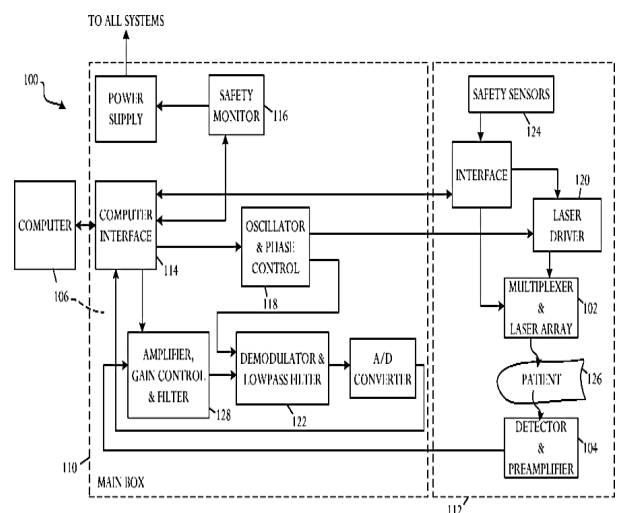 TO ALL SYSTEMS
100
POWER
SUPPLY
SAFETY
MONITOR
116
SAFETY SENSORS
124
INTERFACE
120
COMPUTER
COMPUTER
INTERFACE
114
OSCILLATOR
& PHASE
CONTROL
118
LASER
DRIVER
106
MULTIPLEXER
&
LASER ARRAY
102
AMPLIFIER,
GAIN CONTROL
& FILTER
128
DEMODULATOR &
LOWPASS FILTER
122
A/D
CONVERTER
PATIENT
126
DETECTOR
&
PREAMPLIFIER
104
110
MAIN BOX
112